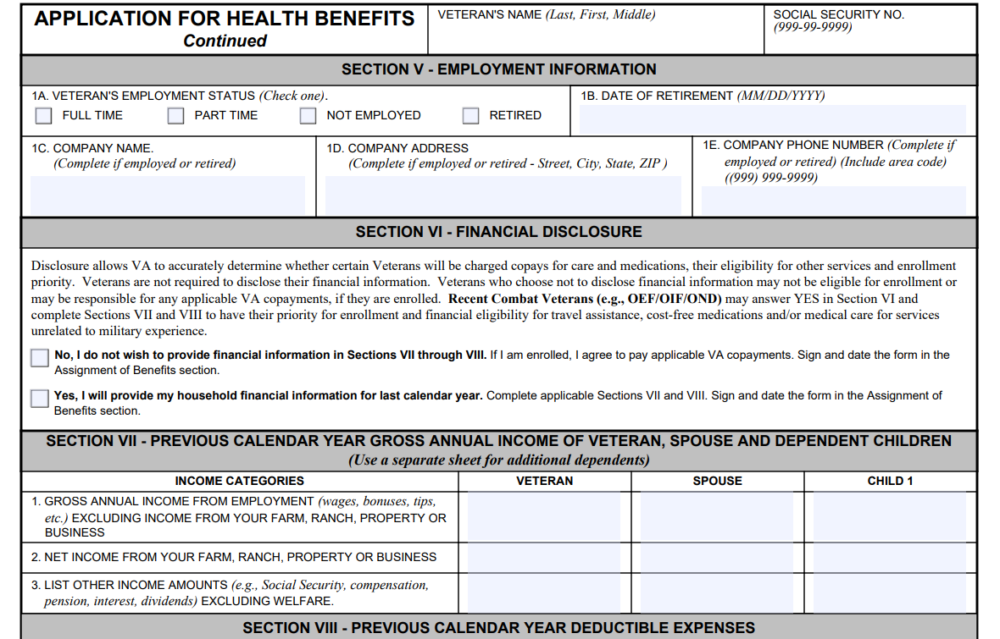 APPLICATION FOR HEALTH BENEFITS
Continued
VETERAN'S NAME (Last, First, Middle)
SOCIAL SECURITY NO.
(999-99-9999)
SECTION V - EMPLOYMENT INFORMATION
1A. VETERAN'S EMPLOYMENT STATUS (Check one).
FULL TIME PART TIME NOT EMPLOYED RETIRED
1B. DATE OF RETIREMENT (MM/DD/YYYY)
1C. COMPANY NAME.
(Complete if employed or retired)
1D. COMPANY ADDRESS
(Complete if employed or retired - Street, City, State, ZIP )
1E. COMPANY PHONE NUMBER (Complete if
employed or retired) (Include area code)
((999) 999-9999)
SECTION VI - FINANCIAL DISCLOSURE
Disclosure allows VA to accurately determine whether certain Veterans will be charged copays for care and medications, their eligibility for other services and enrollment
priority. Veterans are not required to disclose their financial information. Veterans who choose not to disclose financial information may not be eligible for enrollment or
may be responsible for any applicable VA copayments, if they are enrolled. Recent Combat Veterans (e.g., OEF/OIF/OND) may answer YES in Section VI and
complete Sections VII and VIII to have their priority for enrollment and financial eligibility for travel assistance, cost-free medications and/or medical care for services
unrelated to military experience.
No, I do not wish to provide financial information in Sections VII through VIII. If I am enrolled, I agree to pay applicable VA copayments. Sign and date the form in the
Assignment of Benefits section.
Yes, I will provide my household financial information for last calendar year. Complete applicable Sections VII and VIII. Sign and date the form in the Assignment of
Benefits section.
SECTION VII - PREVIOUS CALENDAR YEAR GROSS ANNUAL INCOME OF VETERAN, SPOUSE AND DEPENDENT CHILDREN
(Use a separate sheet for additional dependents)
INCOME CATEGORIES VETERAN SPOUSE CHILD 1
1. GROSS ANNUAL INCOME FROM EMPLOYMENT (wages, bonuses, tips,
etc.) EXCLUDING INCOME FROM YOUR FARM, RANCH, PROPERTY OR
BUSINESS
2. NET INCOME FROM YOUR FARM, RANCH, PROPERTY OR BUSINESS
3. LIST OTHER INCOME AMOUNTS (e.g., Social Security, compensation,
pension, interest, dividends) EXCLUDING WELFARE.
SECTION VIII - PREVIOUS CALENDAR YEAR DEDUCTIBLE EXPENSES